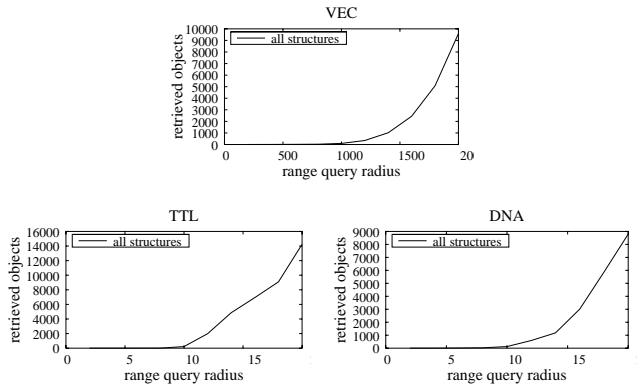 VEC
all structures
retrieved objects
10000
9000
8000
7000
6000
5000
4000
3000
2000
1000
0
0 500 1000 1500 20
range query radius
TTL
all structures
retrieved objects
16000
14000
12000
10000
8000
6000
4000
2000
0
0 5 10 15
range query radius
DNA
all structures
retrieved objects
9000
8000
7000
6000
5000
4000
3000
2000
1000
0
0 5 10 15
range query radius